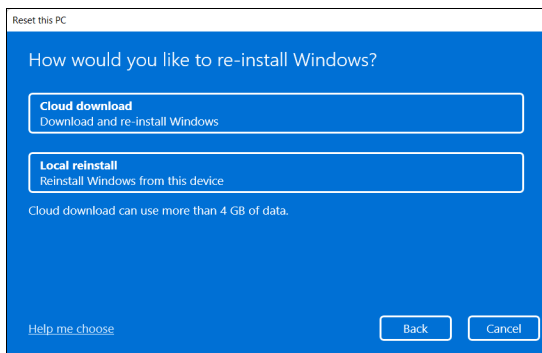 Reset this PC
How would you like to re-install Windows?
Cloud download
Download and re-install Windows
Local reinstall
Reinstall Windows from this device
Cloud download can use more than 4 GB of data.
Help me choose
Back
Cancel